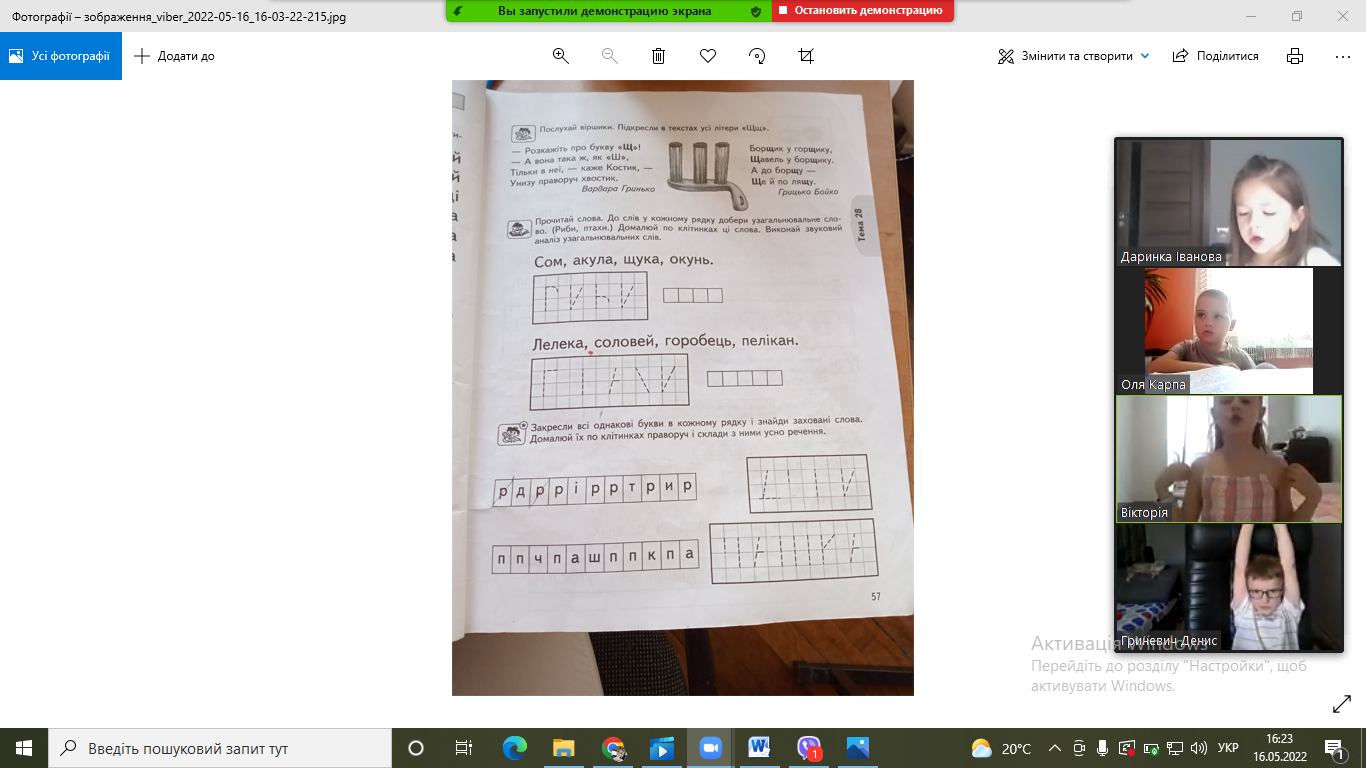 Фотографії – зображення_viber_2022-05-16_16-03-22-215.jpg
Вы запустили демонстрацию экрана
Остановить демонстрацию
Усі фотографії
Додати до
Змінити та створити
Поділитися
Послухай віршики. Підкресли в текстах усі літери «Щщ».
— Розкажіть про букву «Щ»!
— А вона така ж, як «Ш»,
Тільки в неї, — каже Костик, —
Унизу праворуч хвостик.
Варвара Гринько
Борщик у горщику,
Щавель у борщику.
А до борщу —
Ще й по лящу.
Грицько Бойко
Тема 28
Прочитай слова. До слів у кожному рядку добери узагальнювальне сло-
во. (Риби, птахи.) Домалюй по клітинках ці слова. Виконай звуковий
аналіз узагальнювальних слів.
Сом, акула, щука, окунь.
Лелека, соловей, горобець, пелікан.
Закресли всі однакові букви в кожному рядку і знайди заховані слова.
Домалюй їх по клітинках праворуч і склади з ними усно речення.
р д р р і р р т р и р
п п ч п а ш п п к п а
57
Даринка Іванова
Оля Карпа
Вікторія
Гриневич Денис
Активація Windows
Перейдіть до розділу "Настройки", щоб
активувати Windows.
Введіть пошуковий запит тут
1
20°C
УКР
16:23
16.05.2022
1